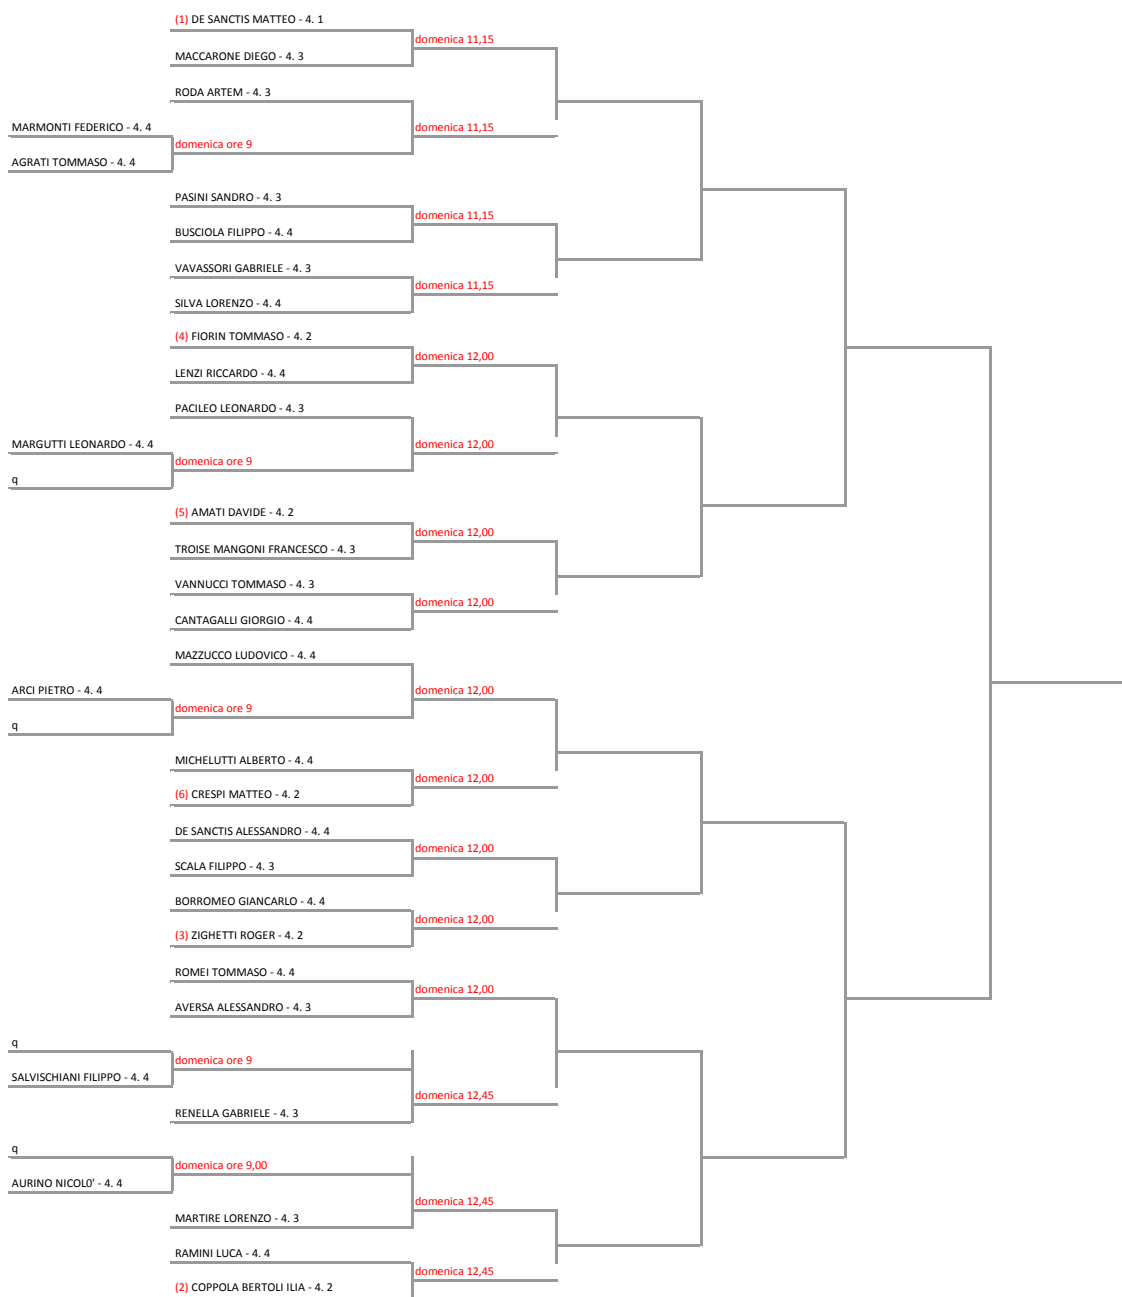 (1) DE SANCTIS MATTEO - 4. 1
domenica 11,15
MACCARONE DIEGO - 4. 3
RODA ARTEM - 4. 3
MARMONTI FEDERICO - 4. 4
domenica 11,15
domenica ore 9
AGRATI TOMMASO - 4. 4
PASINI SANDRO - 4. 3
domenica 11,15
BUSCIOLA FILIPPO - 4. 4
VAVASSORI GABRIELE - 4. 3
domenica 11,15
SILVA LORENZO - 4. 4
(4) FIORIN TOMMASO - 4. 2
domenica 12,00
LENZI RICCARDO - 4. 4
PACILEO LEONARDO - 4. 3
MARGUTTI LEONARDO - 4. 4
domenica 12,00
domenica ore 9
q
(5) AMATI DAVIDE - 4. 2
domenica 12,00
TROISE MANGONI FRANCESCO - 4. 3
VANNUCCI TOMMASO - 4. 3
domenica 12,00
CANTAGALLI GIORGIO - 4. 4
MAZZUCCO LUDOVICO - 4. 4
ARCI PIETRO - 4. 4
domenica 12,00
domenica ore 9
q
MICHELUTTI ALBERTO - 4. 4
domenica 12,00
(6) CRESPI MATTEO - 4. 2
DE SANCTIS ALESSANDRO - 4. 4
domenica 12,00
SCALA FILIPPO - 4. 3
BORROMEO GIANCARLO - 4. 4
domenica 12,00
(3) ZIGHETTI ROGER - 4. 2
ROMEI TOMMASO - 4. 4
domenica 12,00
AVERSA ALESSANDRO - 4. 3
q
domenica ore 9
SALVISCHIANI FILIPPO - 4. 4
domenica 12,45
RENELLA GABRIELE - 4. 3
q
domenica ore 9,00
AURINO NICOL0' - 4. 4
domenica 12,45
MARTIRE LORENZO - 4. 3
RAMINI LUCA - 4. 4
domenica 12,45
(2) COPPOLA BERTOLI ILIA - 4. 2